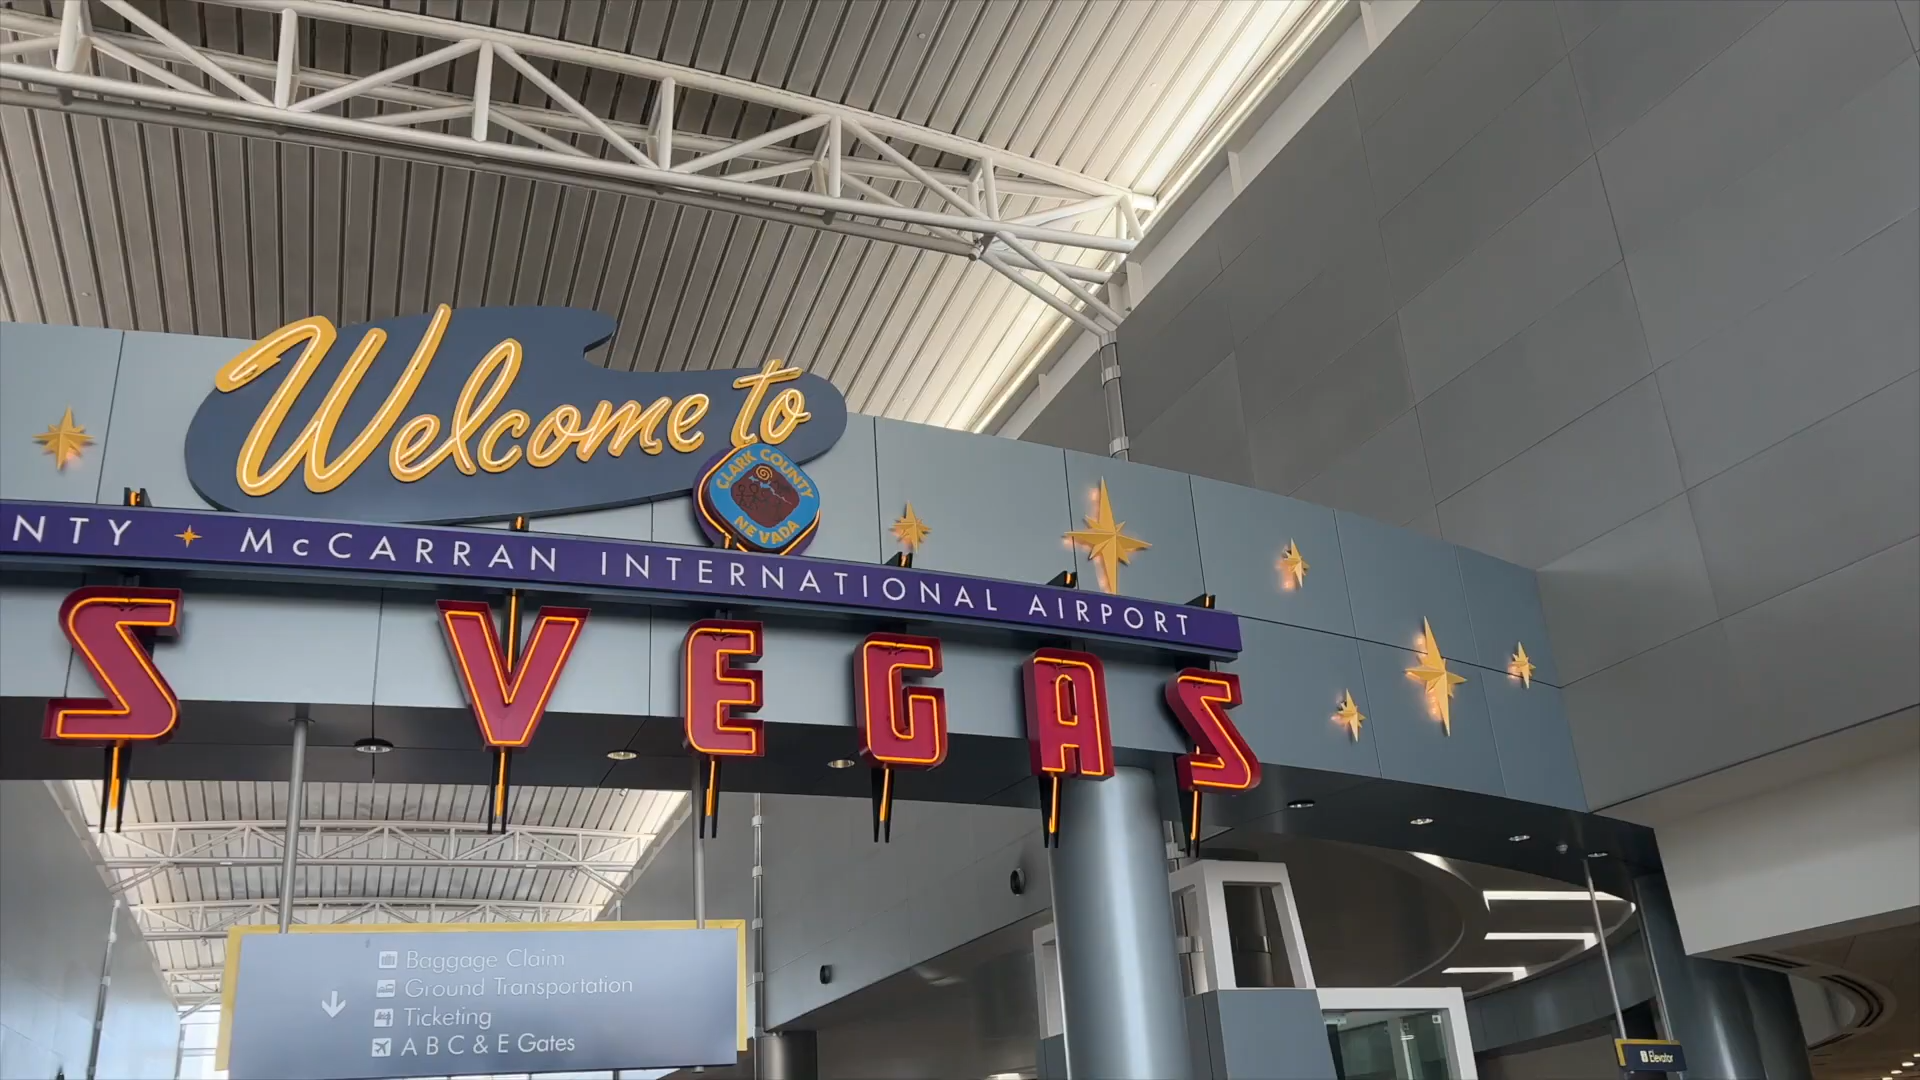 Welcome to
CLARK COUNTY
NEVADA
NTY McCARRAN INTERNATIONAL AIRPORT
S VEGAS
Baggage Claim
Ground Transportation
Ticketing
A B C & E Gates
Elevator